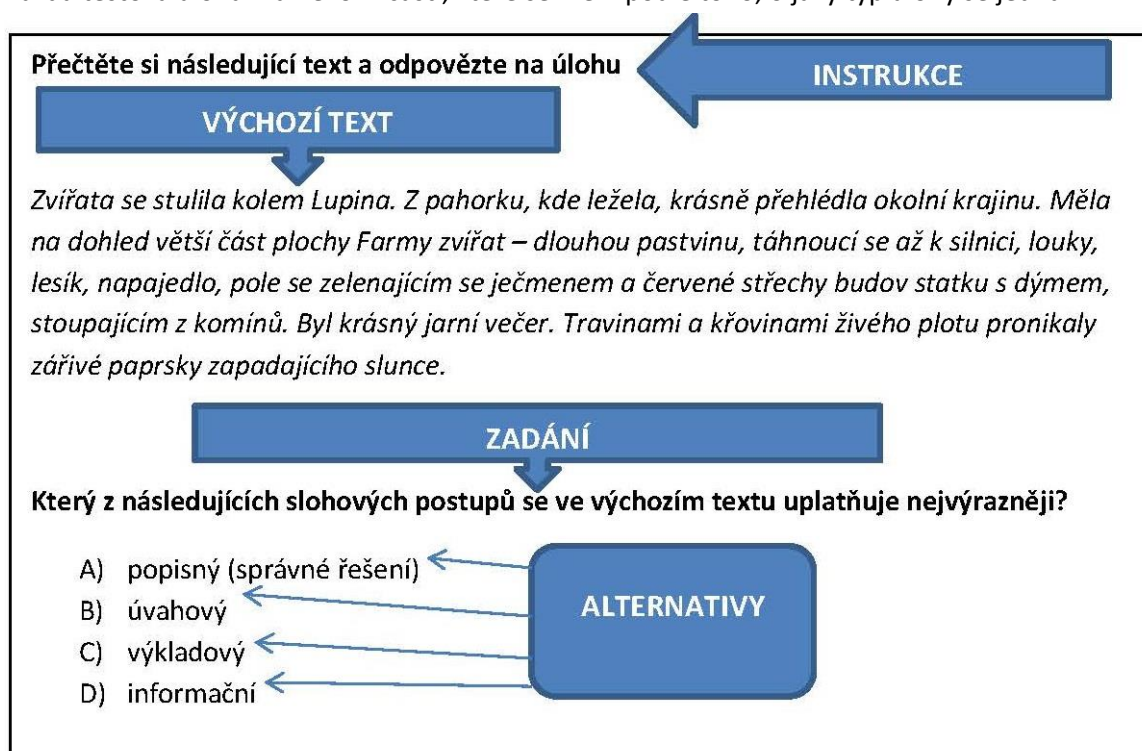 Přečtěte si následující text a odpovězte na úlohu
INSTRUKCE
VÝCHOZÍ TEXT
Zvířata se stulila kolem Lupina. Z pahorku, kde ležela, krásně přehlédla okolní krajinu. Měla
na dohled větší část plochy Farmy zvířat – dlouhou pastvinu, táhnoucí se až k silnici, louky,
lesík, napajedlo, pole se zelenajícím se ječmenem a červené střechy budov statku s dýmem,
stoupajícím z komínů. Byl krásný jarní večer. Travinami a křovinami živého plotu pronikaly
zářivé paprsky zapadajícího slunce.
ZADÁNÍ
Který z následujících slohových postupů se ve výchozím textu uplatňuje nejvýrazněji?
A) popisný (správné řešení)
B) úvahový
C) výkladový
D) informační
ALTERNATIVY